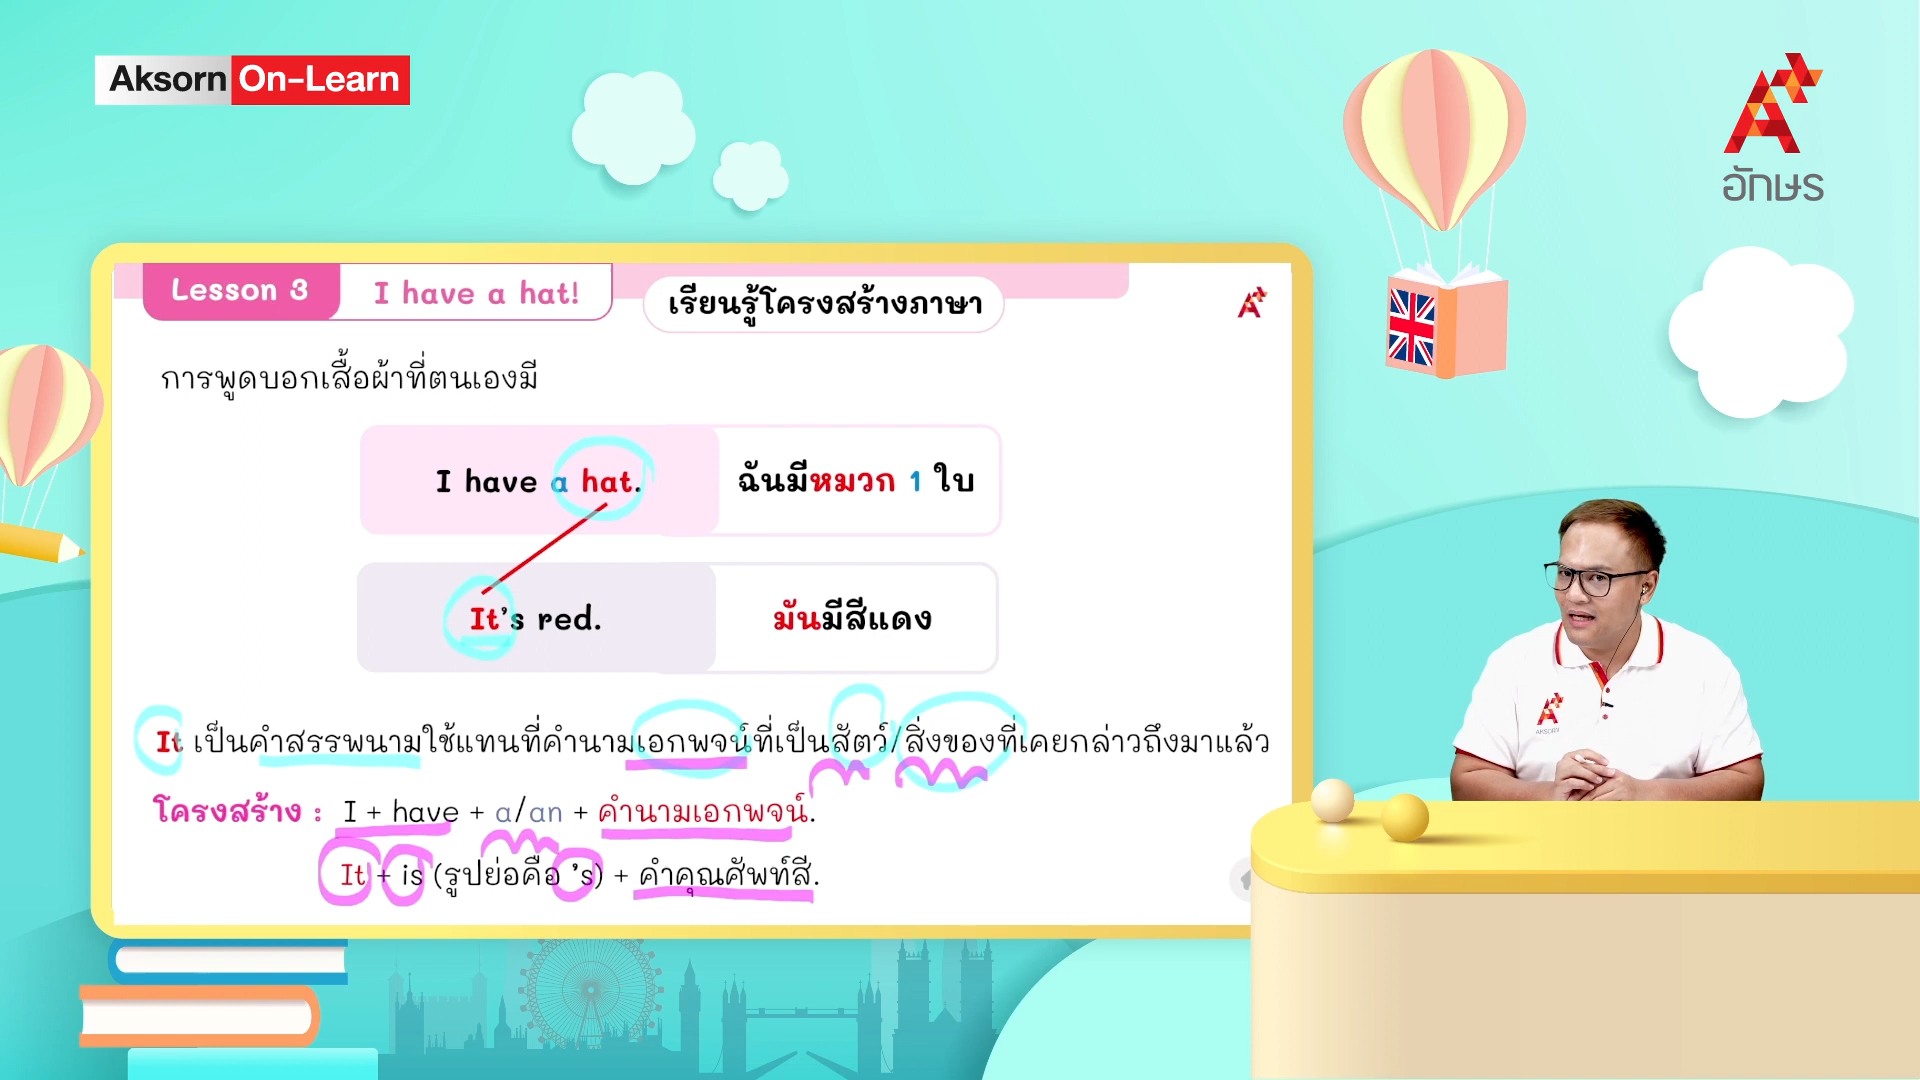 Aksorn On-Learn
อักษร
Lesson 3
I have a hat!
เรียนรู้โครงสร้างภาษา
การพูดบอกเสื้อผ้าที่ตนเองมี
I have a hat.
ฉันมีหมวก 1 ใบ
It's red.
มันมีสีแดง
It เป็นคำสรรพนามใช้แทนที่คำนามเอกพจน์ที่เป็นสัตว์/สิ่งของที่เคยกล่าวถึงมาแล้ว
โครงสร้าง : I + have + a/an + คำนามเอกพจน์.
It + is (รูปย่อคือ 's) + คำคุณศัพท์สี.
AKSORN